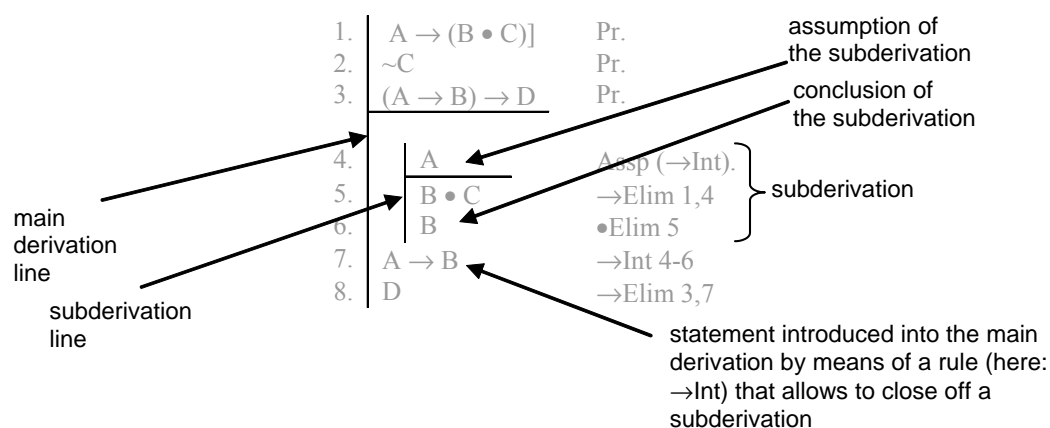 1. A → (B • C)] Pr.
2. ~C Pr.
3. (A → B) → D Pr.
4. A Assp (→Int).
5. B • C →Elim 1,4
6. B •Elim 5
7. A → B →Int 4-6
8. D →Elim 3,7
assumption of
the subderivation
conclusion of
the subderivation
subderivation
main
derivation
line
subderivation
line
statement introduced into the main
derivation by means of a rule (here:
→Int) that allows to close off a
subderivation